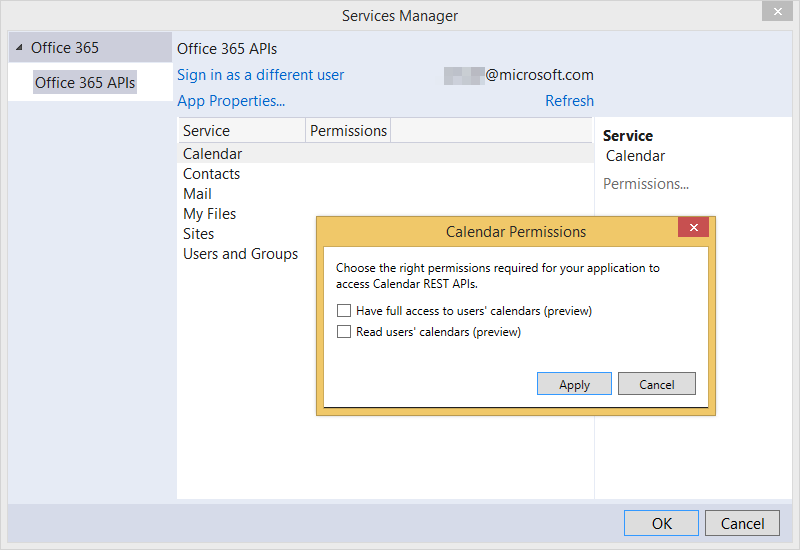 Services Manager
Office 365
Office 365 APIs
Office 365 APIs
Sign in as a different user
@microsoft.com
App Properties...
Refresh
Service Permissions
Calendar
Contacts
Mail
My Files
Sites
Users and Groups
Service
Calendar
Permissions...
Calendar Permissions
Choose the right permissions required for your application to
access Calendar REST APIs.
Have full access to users' calendars (preview)
Read users' calendars (preview)
Apply Cancel
OK Cancel